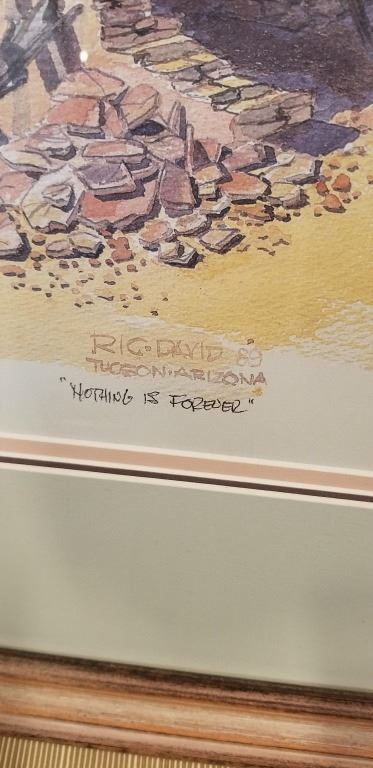 RIC·DAVID 89
TUCSON·ARIZONA
"NOTHING IS FOREVER"